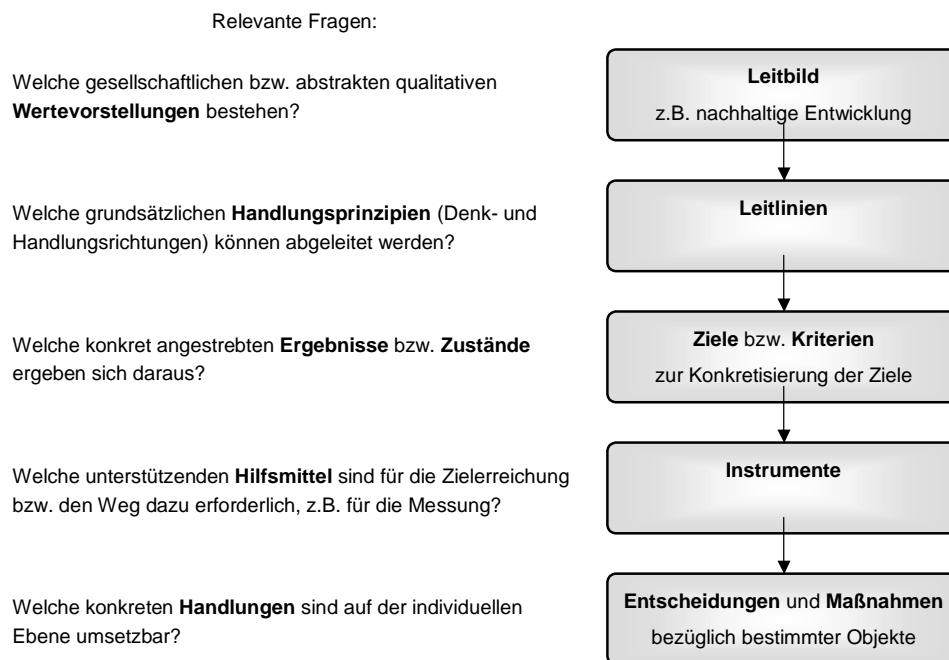 Relevante Fragen:
Welche gesellschaftlichen bzw. abstrakten qualitativen
Wertevorstellungen bestehen?
Leitbild
z.B. nachhaltige Entwicklung
Welche grundsätzlichen Handlungsprinzipien (Denk- und
Handlungsrichtungen) können abgeleitet werden?
Leitlinien
Welche konkret angestrebten Ergebnisse bzw. Zustände
ergeben sich daraus?
Ziele bzw. Kriterien
zur Konkretisierung der Ziele
Welche unterstützenden Hilfsmittel sind für die Zielerreichung
bzw. den Weg dazu erforderlich, z.B. für die Messung?
Instrumente
Welche konkreten Handlungen sind auf der individuellen
Ebene umsetzbar?
Entscheidungen und Maßnahmen
bezüglich bestimmter Objekte